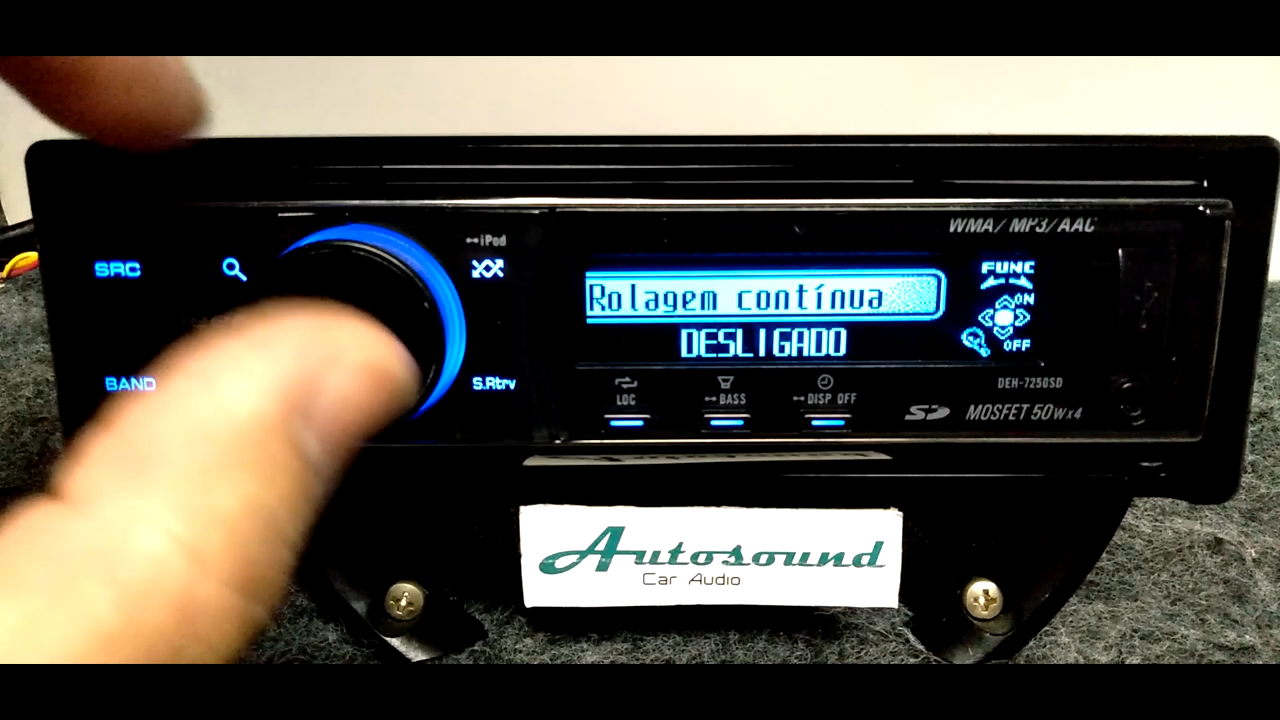 WMA/MP3/AAC
iPod
SRC
FUNC
Rolagem contínua
ON
DESLIGADO
OFF
BAND
S.Rtrv
LOC
BASS
DISP OFF
DEH-7250SD
SD
MOSFET 50Wx4
Autosound
Car Audio